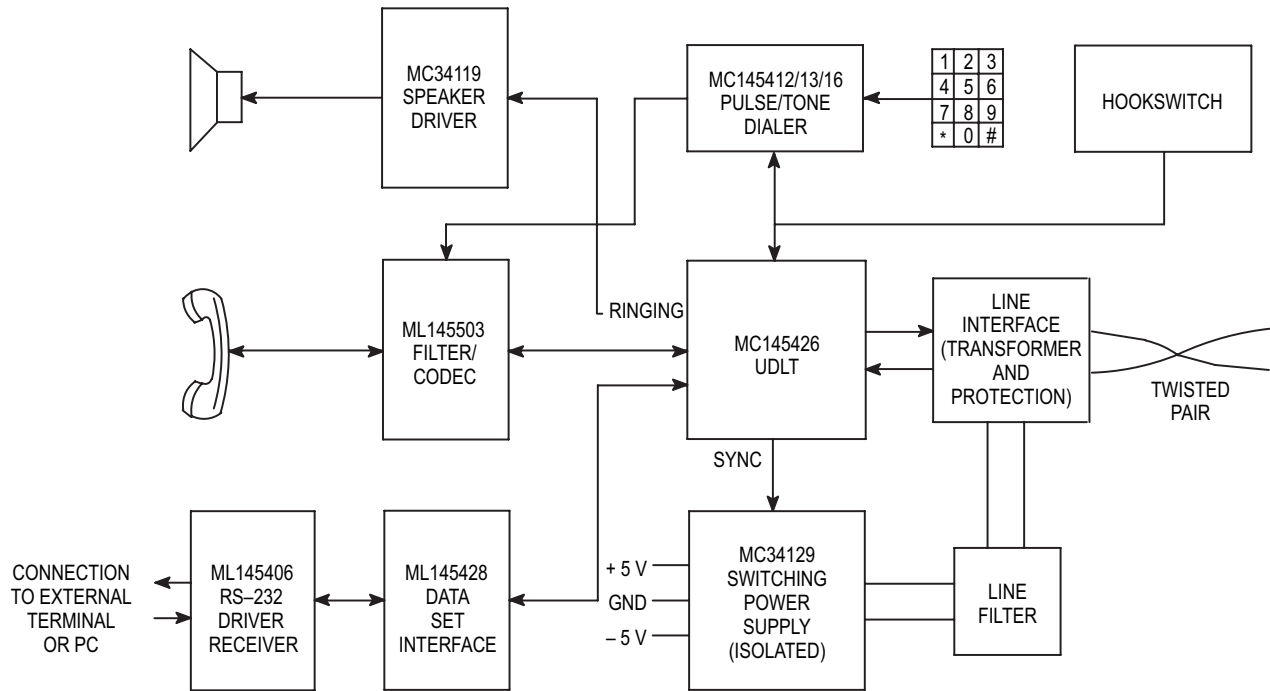 MC34119
SPEAKER
DRIVER
MC145412/13/16
PULSE/TONE
DIALER
1 2 3
4 5 6
7 8 9
* 0 #
HOOKSWITCH
RINGING
ML145503
FILTER/
CODEC
MC145426
UDLT
LINE
INTERFACE
(TRANSFORMER
AND
PROTECTION)
TWISTED
PAIR
SYNC
CONNECTION
TO EXTERNAL
TERMINAL
OR PC
ML145406
RS–232
DRIVER
RECEIVER
ML145428
DATA
SET
INTERFACE
+ 5 V
GND
– 5 V
MC34129
SWITCHING
POWER
SUPPLY
(ISOLATED)
LINE
FILTER